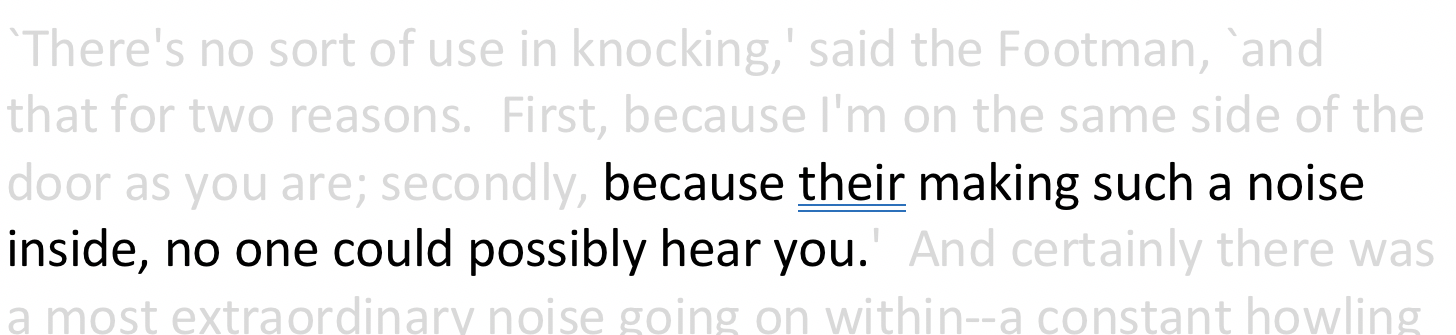 `There's no sort of use in knocking,' said the Footman, `and
that for two reasons.  First, because I'm on the same side of the
door as you are; secondly, because their making such a noise
inside, no one could possibly hear you.'  And certainly there was
a most extraordinary noise going on within--a constant howling